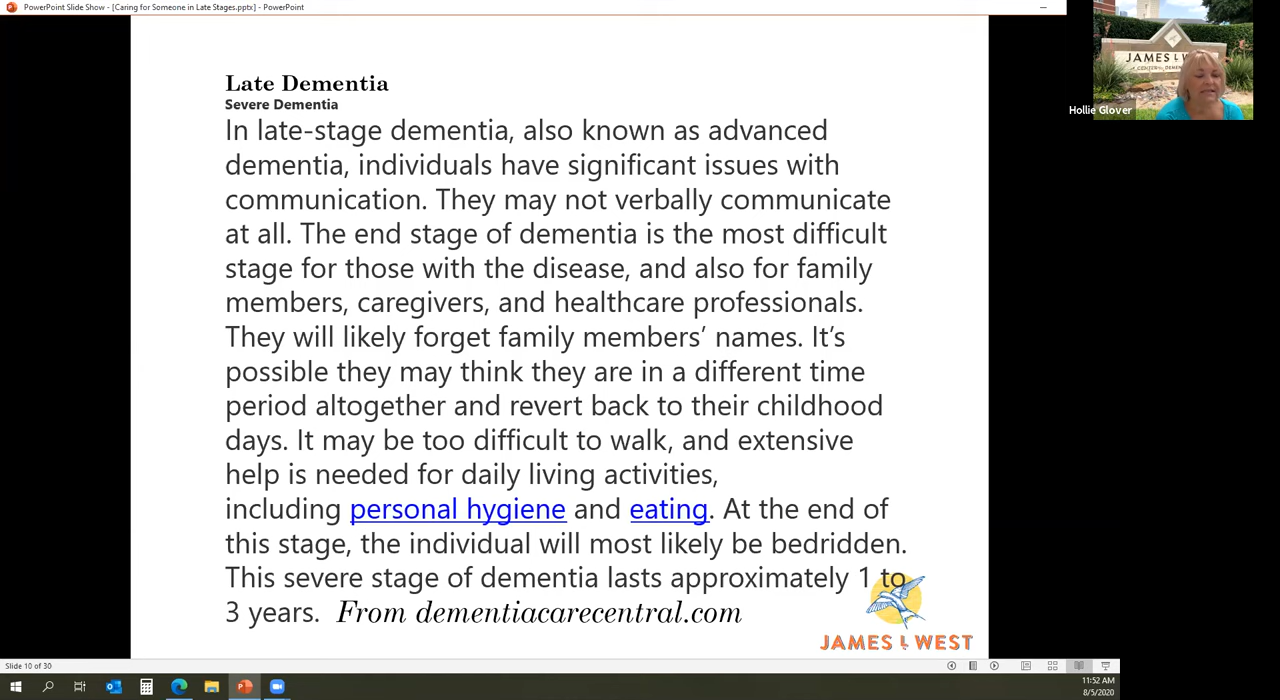 PowerPoint Slide Show - [Caring for Someone in Late Stages.pptx] - PowerPoint
Late Dementia
Severe Dementia
In late-stage dementia, also known as advanced
dementia, individuals have significant issues with
communication. They may not verbally communicate
at all. The end stage of dementia is the most difficult
stage for those with the disease, and also for family
members, caregivers, and healthcare professionals.
They will likely forget family members’ names. It’s
possible they may think they are in a different time
period altogether and revert back to their childhood
days. It may be too difficult to walk, and extensive
help is needed for daily living activities,
including personal hygiene and eating. At the end of
this stage, the individual will most likely be bedridden.
This severe stage of dementia lasts approximately 1 to
3 years. From dementiacarecentral.com
JAMES L WEST
JAMES L W
Hollie Glover
Slide 10 of 30
11:52 AM
8/5/2020